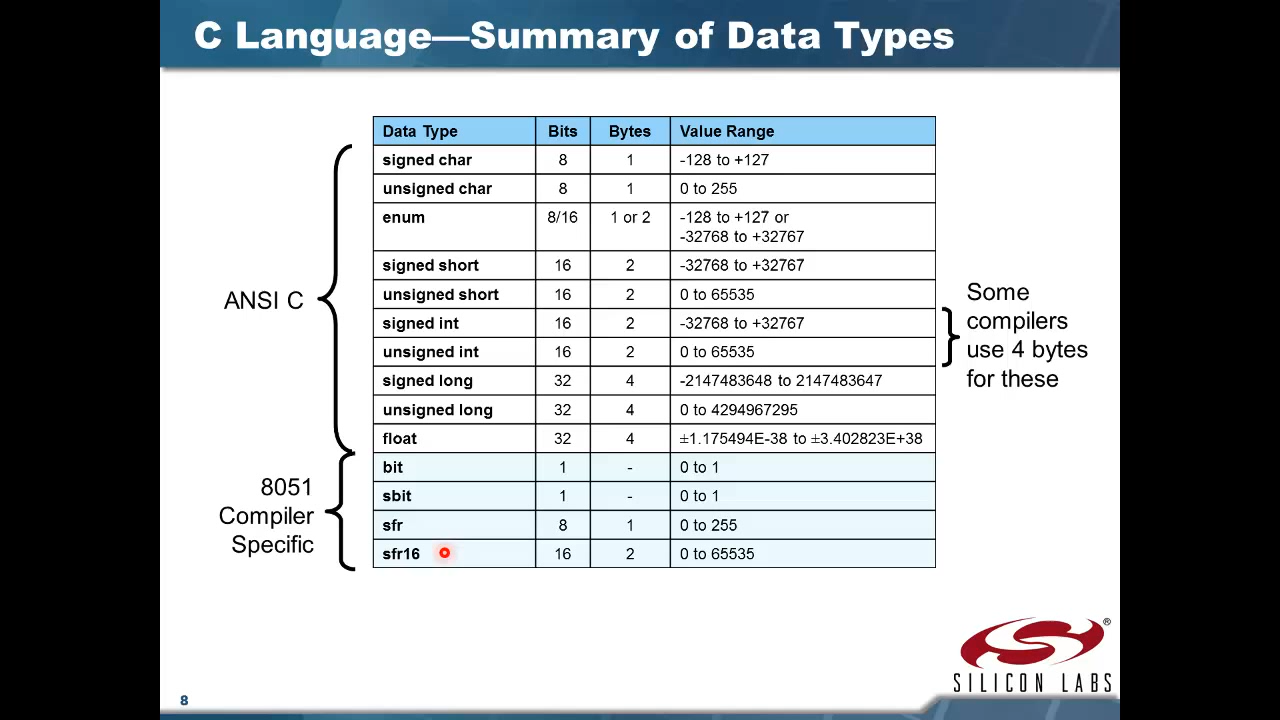 C Language—Summary of Data Types
Data Type Bits Bytes Value Range
signed char 8 1 -128 to +127
unsigned char 8 1 0 to 255
enum 8/16 1 or 2 -128 to +127 or
-32768 to +32767
signed short 16 2 -32768 to +32767
unsigned short 16 2 0 to 65535
signed int 16 2 -32768 to +32767
unsigned int 16 2 0 to 65535
signed long 32 4 -2147483648 to 2147483647
unsigned long 32 4 0 to 4294967295
float 32 4 ±1.175494E-38 to ±3.402823E+38
bit 1 - 0 to 1
sbit 1 - 0 to 1
sfr 8 1 0 to 255
sfr16 16 2 0 to 65535
ANSI C
8051
Compiler
Specific
Some
compilers
use 4 bytes
for these
®
SILICON LABS
8